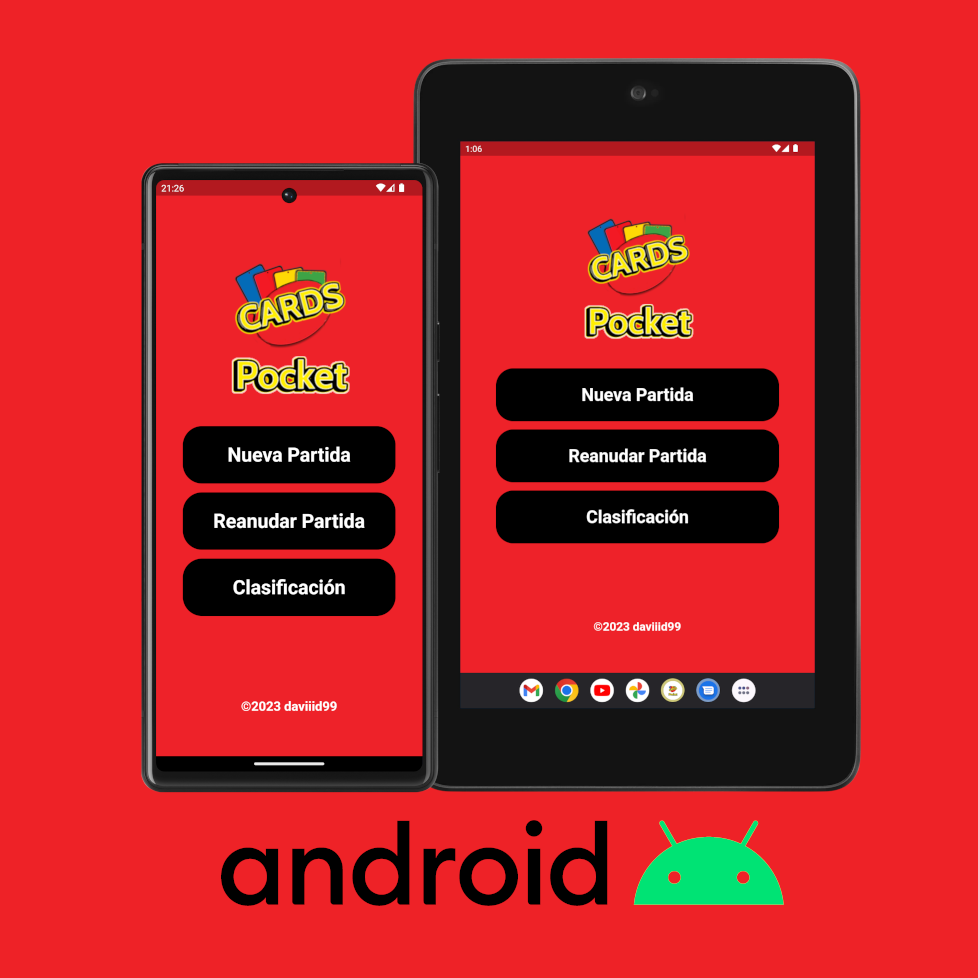 21:26
CARDS
Pocket
Nueva Partida
Reanudar Partida
Clasificación
©2023 daviiid99
1:06
CARDS
Pocket
Nueva Partida
Reanudar Partida
Clasificación
©2023 daviiid99
android